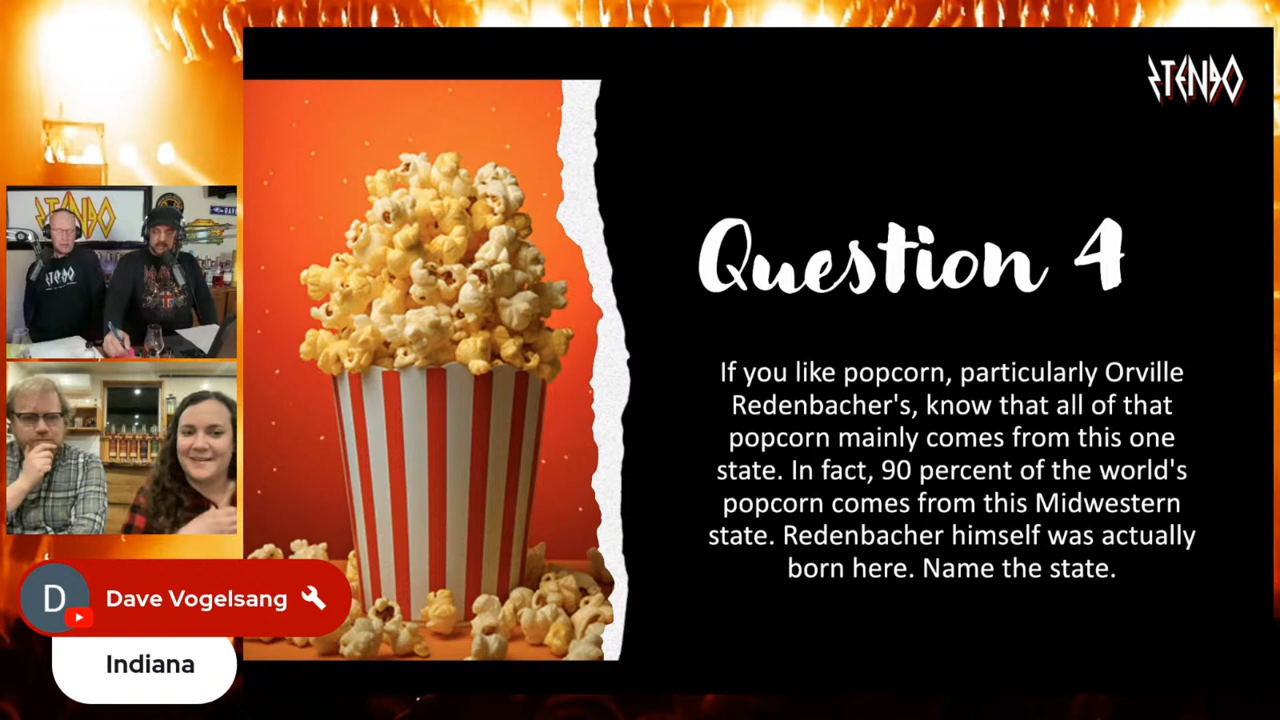 ZTENDO
Question 4
If you like popcorn, particularly Orville
Redenbacher's, know that all of that
popcorn mainly comes from this one
state. In fact, 90 percent of the world's
popcorn comes from this Midwestern
state. Redenbacher himself was actually
born here. Name the state.
D
Dave Vogelsang
Indiana